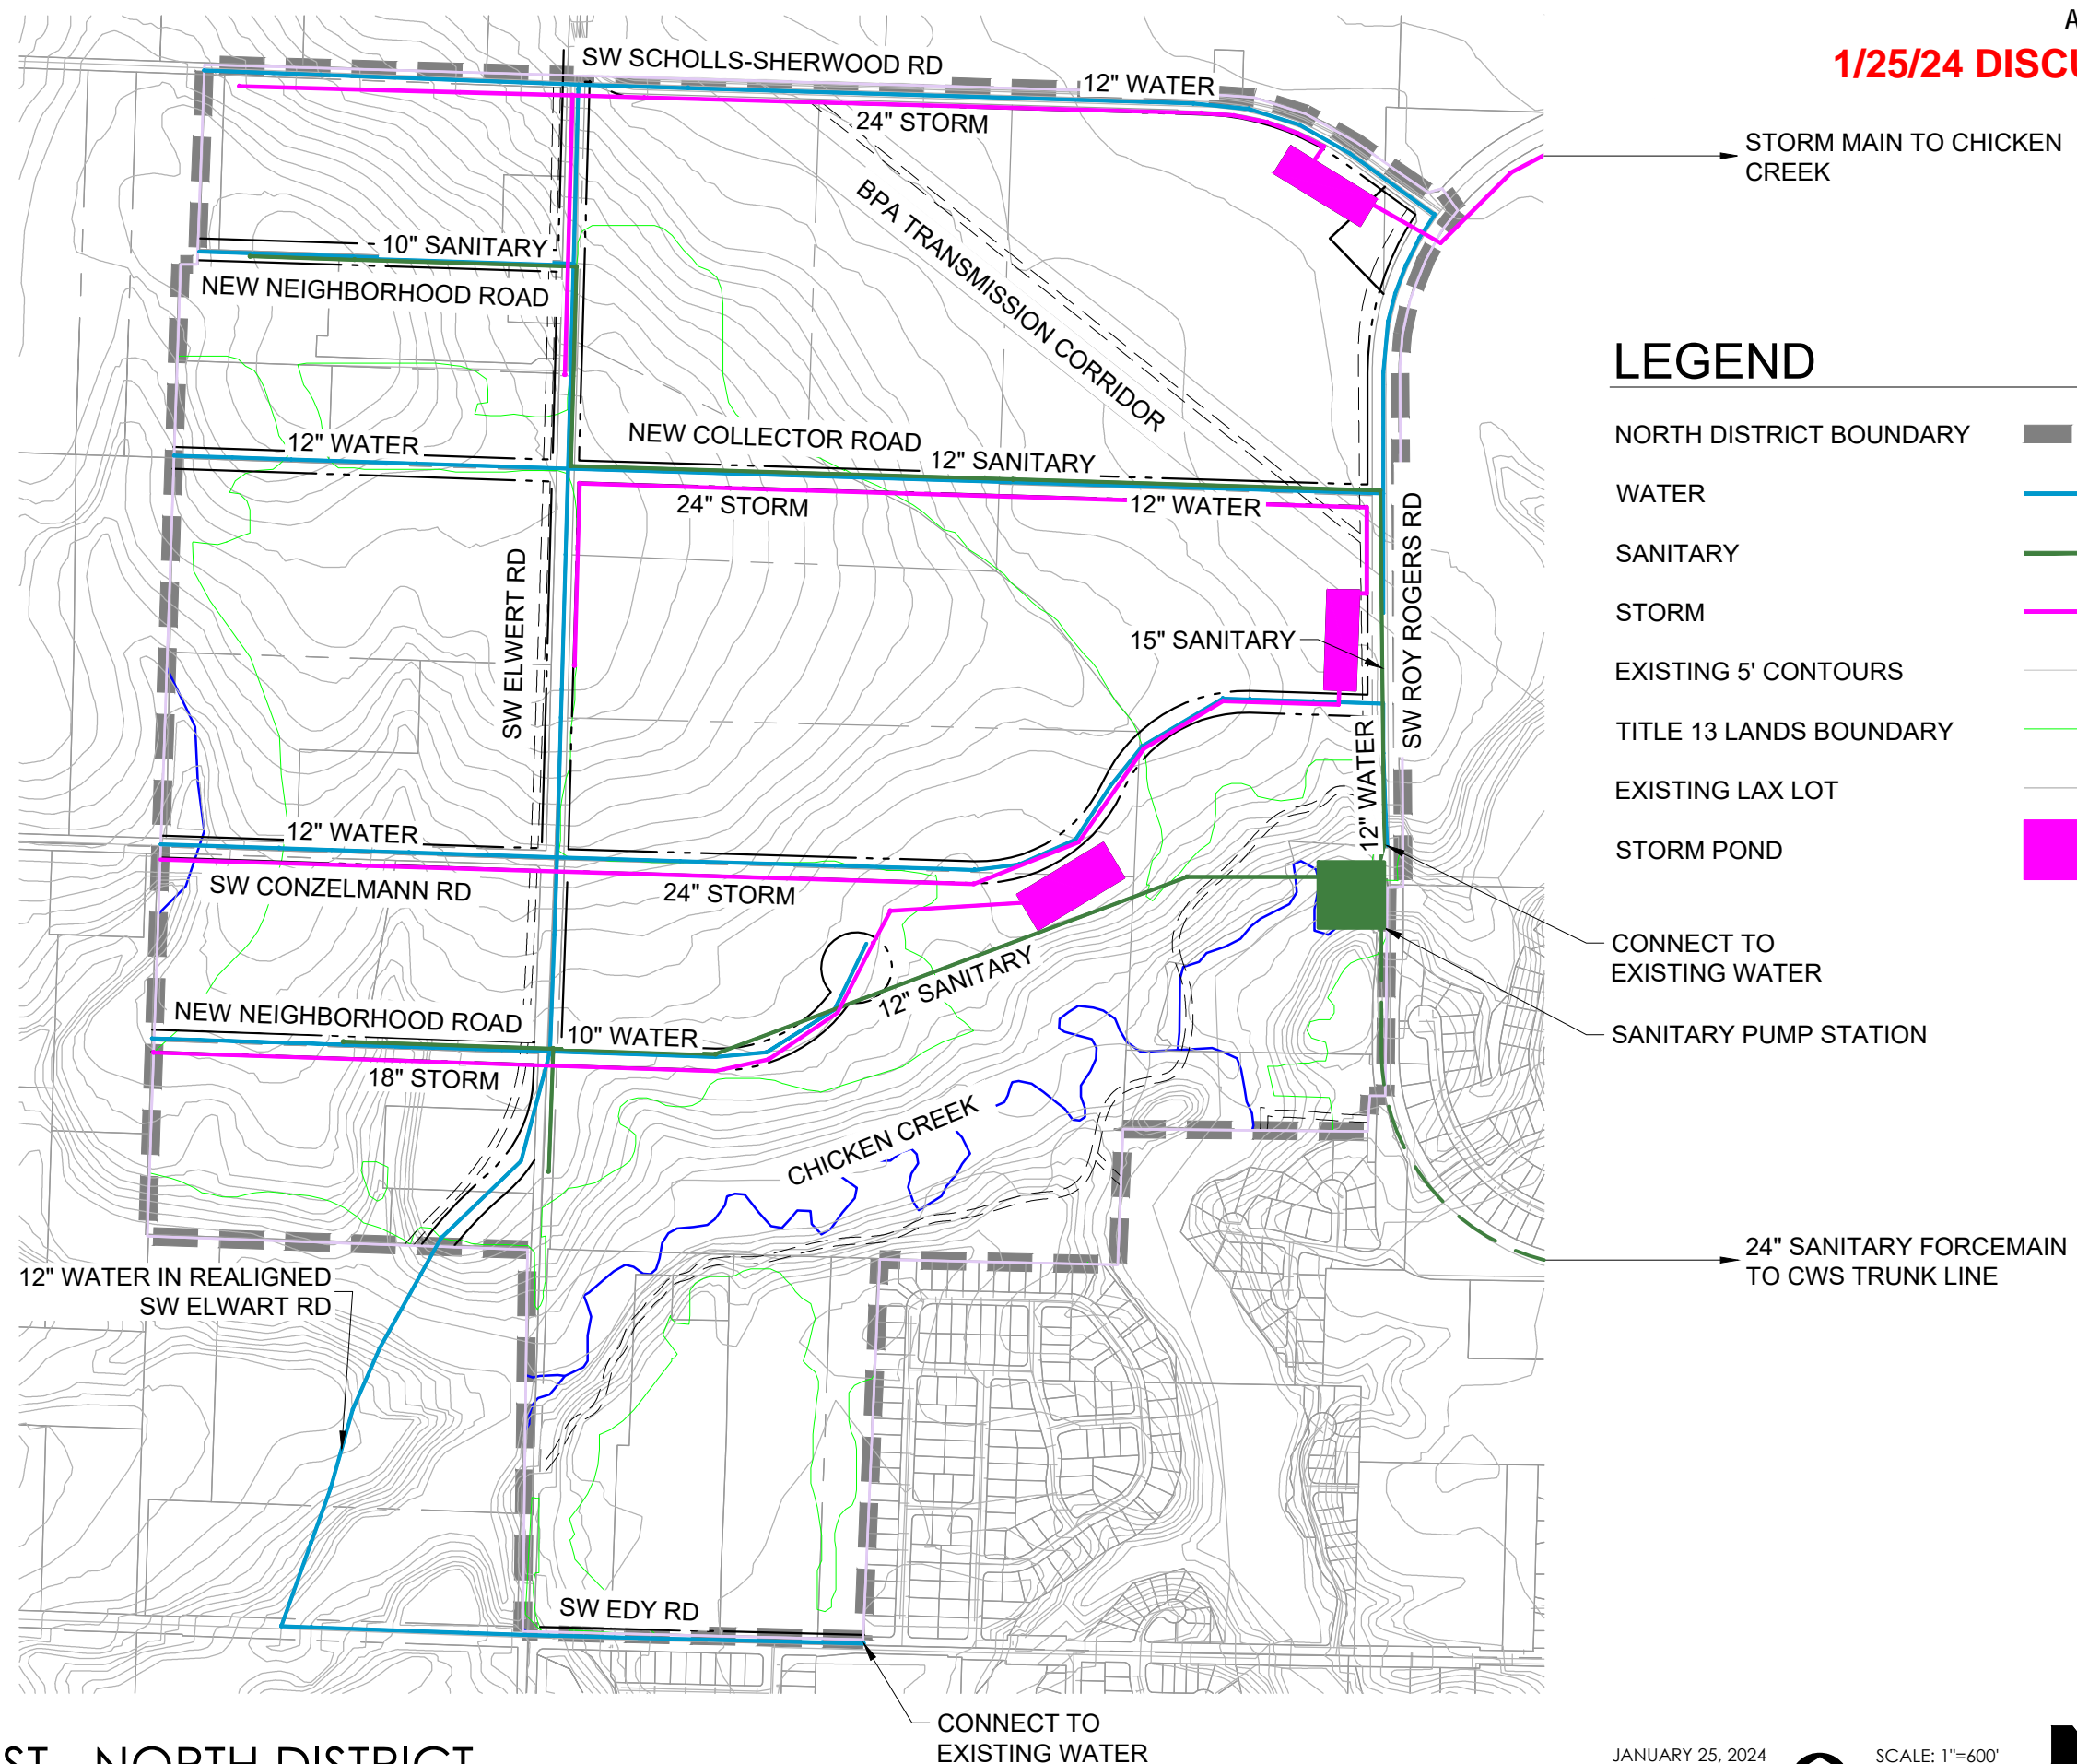 A
1/25/24 DISCU
SW SCHOLLS-SHERWOOD RD
12" WATER
24" STORM
STORM MAIN TO CHICKEN
CREEK
BPA TRANSMISSION CORRIDOR
10" SANITARY
NEW NEIGHBORHOOD ROAD
LEGEND
NORTH DISTRICT BOUNDARY
WATER
SANITARY
STORM
EXISTING 5' CONTOURS
TITLE 13 LANDS BOUNDARY
EXISTING LAX LOT
STORM POND
12" WATER
NEW COLLECTOR ROAD
12" SANITARY
24" STORM
12" WATER
SW ELWERT RD
15" SANITARY
SW ROY ROGERS RD
12" WATER
12" WATER
SW CONZELMANN RD
24" STORM
12" SANITARY
CONNECT TO
EXISTING WATER
SANITARY PUMP STATION
NEW NEIGHBORHOOD ROAD
10" WATER
18" STORM
CHICKEN CREEK
12" WATER IN REALIGNED
SW ELWART RD
24" SANITARY FORCEMAIN
TO CWS TRUNK LINE
SW EDY RD
CONNECT TO
EXISTING WATER
ST - NORTH DISTRICT
JANUARY 25, 2024
SCALE: 1"=600'